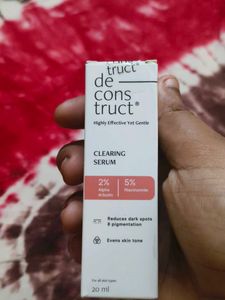 truct®
de
cons
truct®
Highly Effective Yet Gentle
CLEARING
SERUM
2%
Alpha
Arbutin
5%
Niacinamide
Reduces dark spots
& pigmentation
Evens skin tone
For all skin types
20 ml